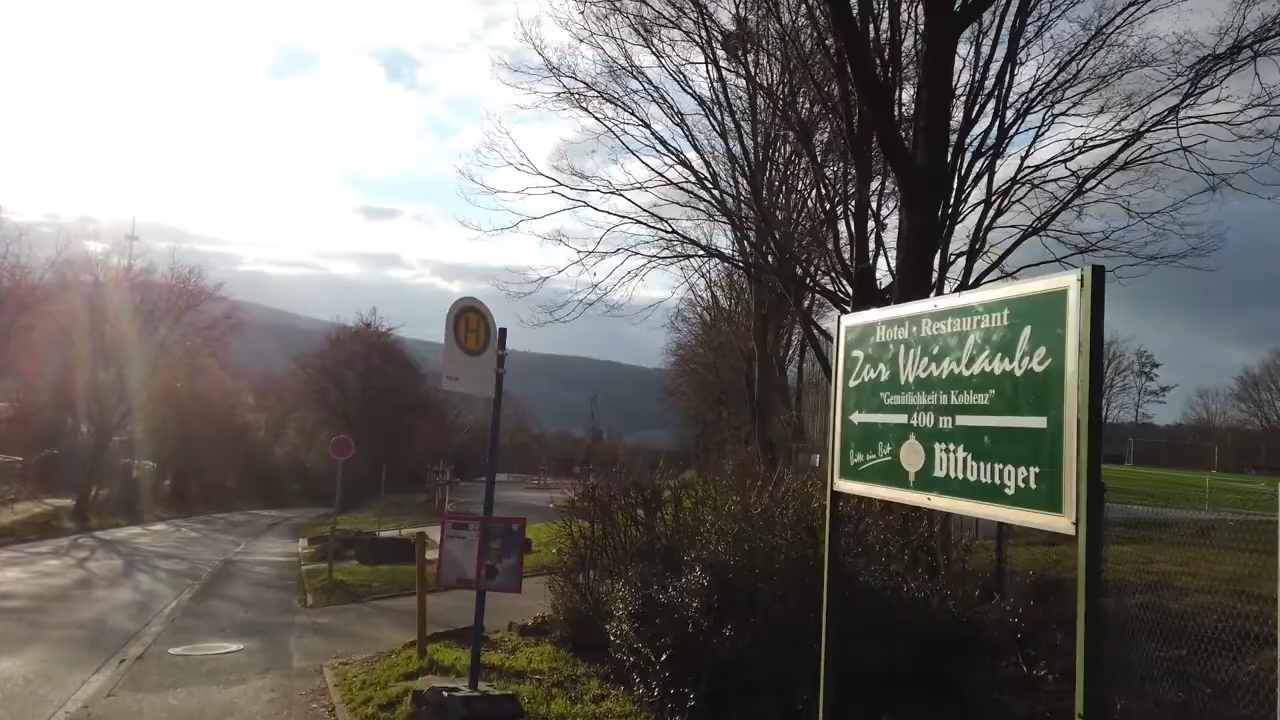 H
Hotel · Restaurant
Zur Weinlaube
"Gemütlichkeit in Koblenz"
400 m
Bitte ein Bit
Bitburger